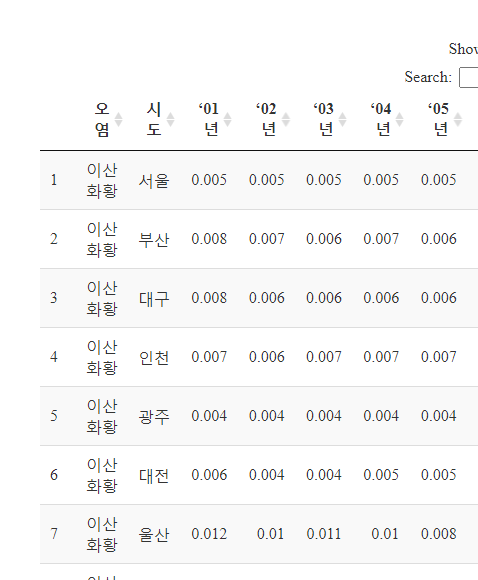 Show
Search:
오염 시도 ‘01년 ‘02년 ‘03년 ‘04년 ‘05년
1 이산화황 서울 0.005 0.005 0.005 0.005 0.005
2 이산화황 부산 0.008 0.007 0.006 0.007 0.006
3 이산화황 대구 0.008 0.006 0.006 0.006 0.006
4 이산화황 인천 0.007 0.006 0.007 0.007 0.007
5 이산화황 광주 0.004 0.004 0.004 0.004 0.004
6 이산화황 대전 0.006 0.004 0.004 0.005 0.005
7 이산화황 울산 0.012 0.01 0.011 0.01 0.008